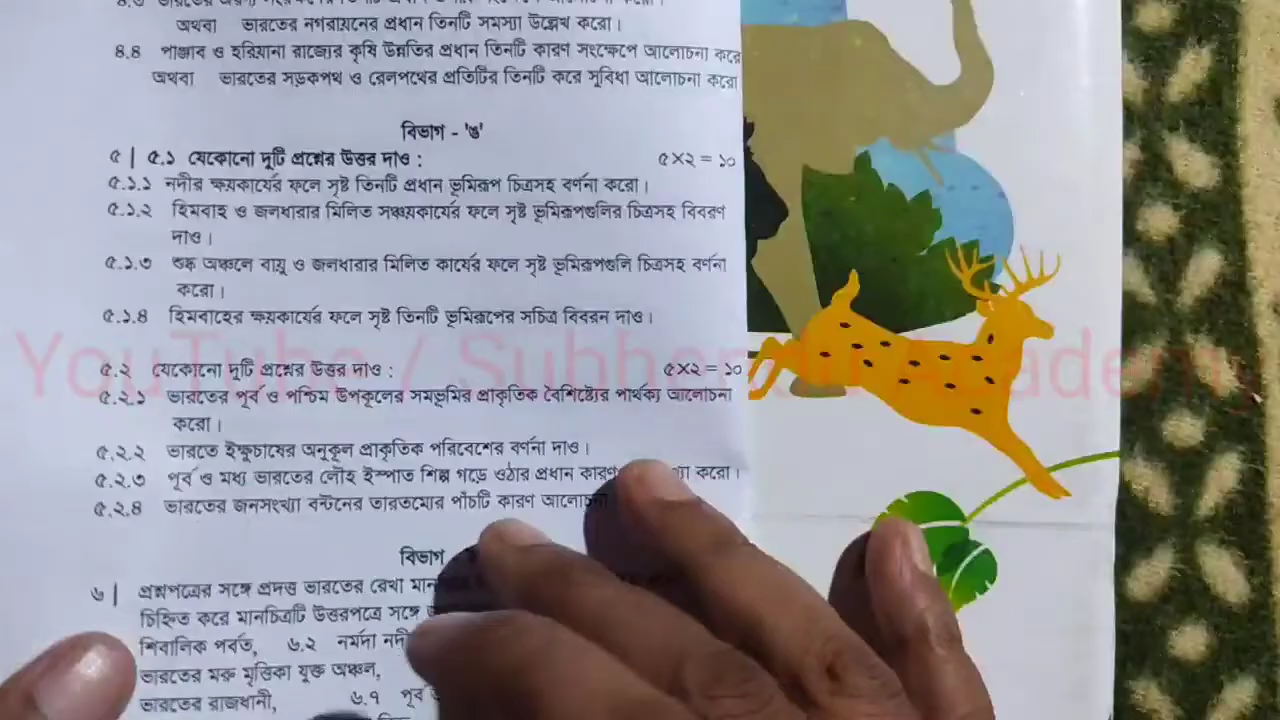 অথবা ভারতের নগরায়নের প্রধান তিনটি সমস্যা উল্লেখ করো।
৪.৪ পাঞ্জাব ও হরিয়ানা রাজ্যের কৃষি উন্নতির প্রধান তিনটি কারণ সংক্ষেপে আলোচনা করে
অথবা ভারতের সড়কপথ ও রেলপথের প্রতিটির তিনটি করে সুবিধা আলোচনা করো
বিভাগ - 'ঙ'
৫| ৫.১ যেকোনো দুটি প্রশ্নের উত্তর দাও : ৫×২ = ১০
৫.১.১ নদীর ক্ষয়কার্যের ফলে সৃষ্ট তিনটি প্রধান ভূমিরূপ চিত্রসহ বর্ণনা করো।
৫.১.২ হিমবাহ ও জলধারার মিলিত সঞ্চয়কার্যের ফলে সৃষ্ট ভূমিরূপগুলির চিত্রসহ বিবরণ
দাও।
৫.১.৩ শুষ্ক অঞ্চলে বায়ু ও জলধারার মিলিত কার্যের ফলে সৃষ্ট ভূমিরূপগুলি চিত্রসহ বর্ণনা
করো।
৫.১.৪ হিমবাহের ক্ষয়কার্যের ফলে সৃষ্ট তিনটি ভূমিরূপের সচিত্র বিবরন দাও।
YouTube / Subhendu Academy
৫.২ যেকোনো দুটি প্রশ্নের উত্তর দাও : ৫×২ = ১০
৫.২.১ ভারতের পূর্ব ও পশ্চিম উপকূলের সমভূমির প্রাকৃতিক বৈশিষ্ট্যের পার্থক্য আলোচনা
করো।
৫.২.২ ভারতে ইক্ষুচাষের অনুকূল প্রাকৃতিক পরিবেশের বর্ণনা দাও।
৫.২.৩ পূর্ব ও মধ্য ভারতের লৌহ ইস্পাত শিল্প গড়ে ওঠার প্রধান কারণ করো।
৫.২.৪ ভারতের জনসংখ্যা বন্টনের তারতম্যের পাঁচটি কারণ আলোচনা
বিভাগ
৬| প্রশ্নপত্রের সঙ্গে প্রদত্ত ভারতের রেখা
চিহ্নিত করে মানচিত্রটি উত্তরপত্রের সঙ্গে
শিবালিক পর্বত, ৬.২ নর্মদা নদী
ভারতের মরু মৃত্তিকা যুক্ত অঞ্চল,
ভারতের রাজধানী, ৬.৭ পূর্ব